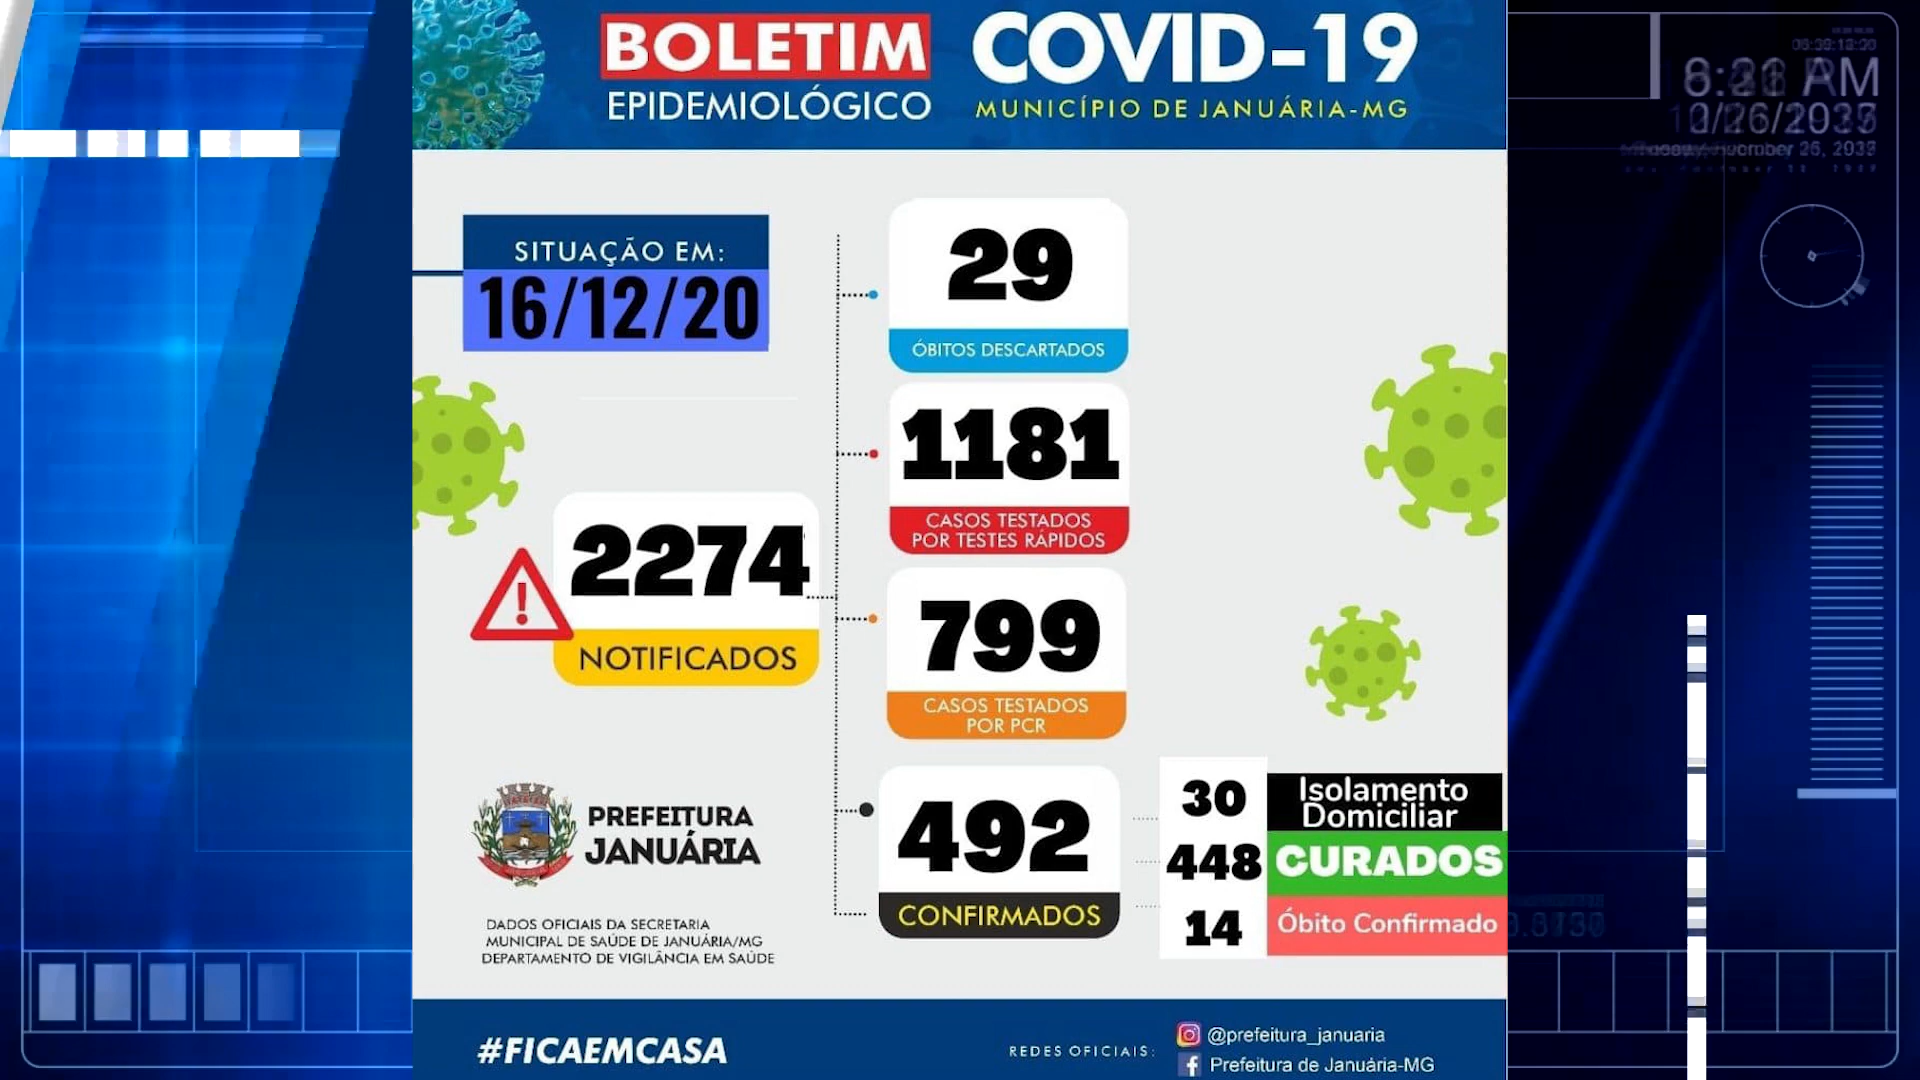 BOLETIM
EPIDEMIOLÓGICO
COVID-19
MUNICÍPIO DE JANUÁRIA-MG
SITUAÇÃO EM:
16/12/20
29
ÓBITOS DESCARTADOS
1181
CASOS TESTADOS
POR TESTES RÁPIDOS
2274
NOTIFICADOS
799
CASOS TESTADOS
POR PCR
492
CONFIRMADOS
30 Isolamento
Domiciliar
448 CURADOS
14 Óbito Confirmado
PREFEITURA
JANUÁRIA
DADOS OFICIAIS DA SECRETARIA
MUNICIPAL DE SAÚDE DE JANUÁRIA/MG
DEPARTAMENTO DE VIGILÂNCIA EM SAÚDE
#FICAEMCASA
REDES OFICIAIS:
@prefeitura_januaria
Prefeitura de Januária-MG
AM